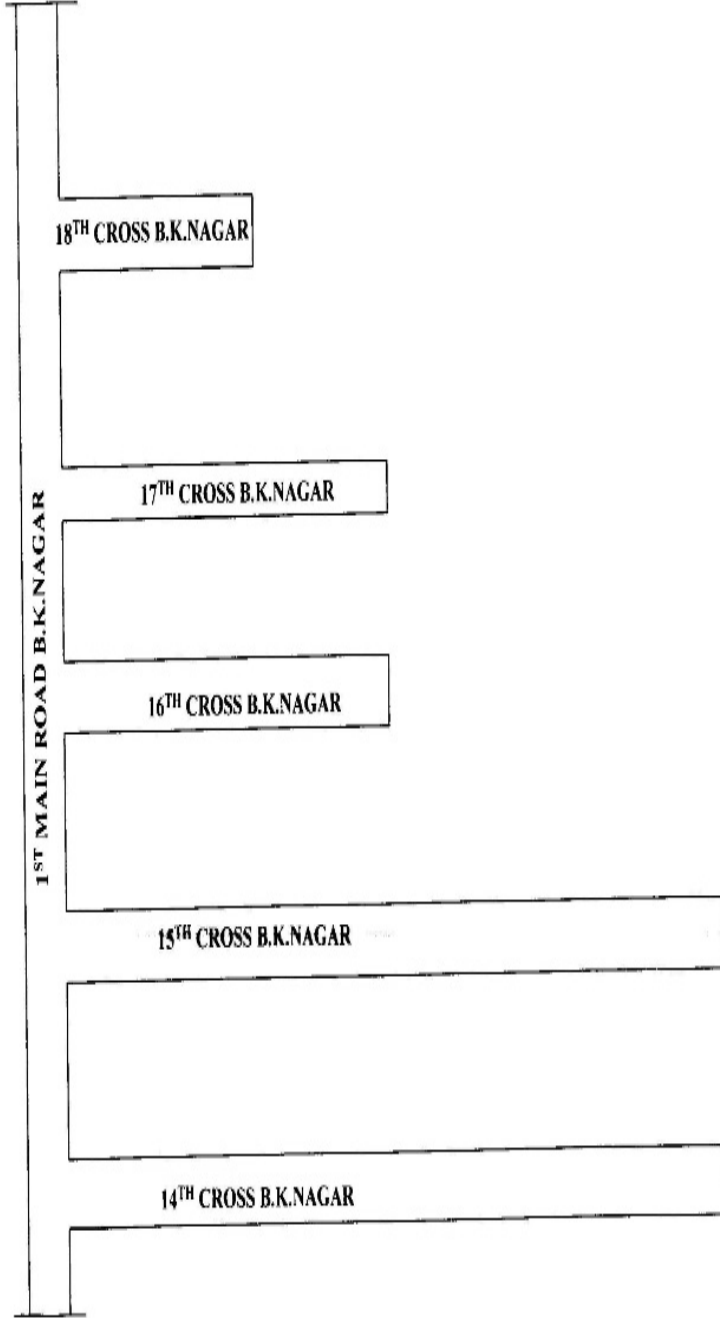 18TH CROSS B.K.NAGAR
17TH CROSS B.K.NAGAR
1ST MAIN ROAD B.K.NAGAR
16TH CROSS B.K.NAGAR
15TH CROSS B.K.NAGAR
14TH CROSS B.K.NAGAR